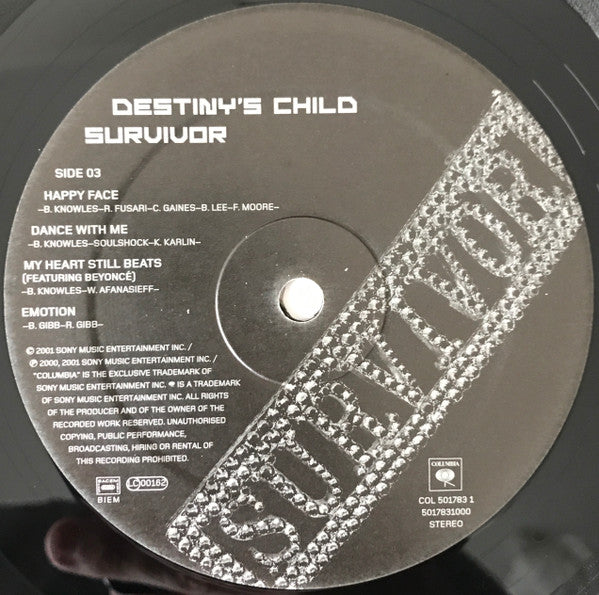 DESTINY'S CHILD
SURVIVOR
SIDE 03
HAPPY FACE
–B. KNOWLES–R. FUSARI–C. GAINES–B. LEE–F. MOORE–
DANCE WITH ME
–B. KNOWLES–SOULSHOCK–K. KARLIN–
MY HEART STILL BEATS
(FEATURING BEYONCÉ)
–B. KNOWLES–W. AFANASIEFF–
EMOTION
–B. GIBB–R. GIBB–
© 2001 SONY MUSIC ENTERTAINMENT INC. /
℗ 2000, 2001 SONY MUSIC ENTERTAINMENT INC. /
"COLUMBIA" IS THE EXCLUSIVE TRADEMARK OF
SONY MUSIC ENTERTAINMENT INC. IS A TRADEMARK
OF SONY MUSIC ENTERTAINMENT INC. ALL RIGHTS
OF THE PRODUCER AND OF THE OWNER OF THE
RECORDED WORK RESERVED. UNAUTHORISED
COPYING, PUBLIC PERFORMANCE,
BROADCASTING, HIRING OR RENTAL OF
THIS RECORDING PROHIBITED.
SACEM
BIEM
LC00162
SURVIVOR
COLUMBIA
COL 501783 1
5017831000
STEREO